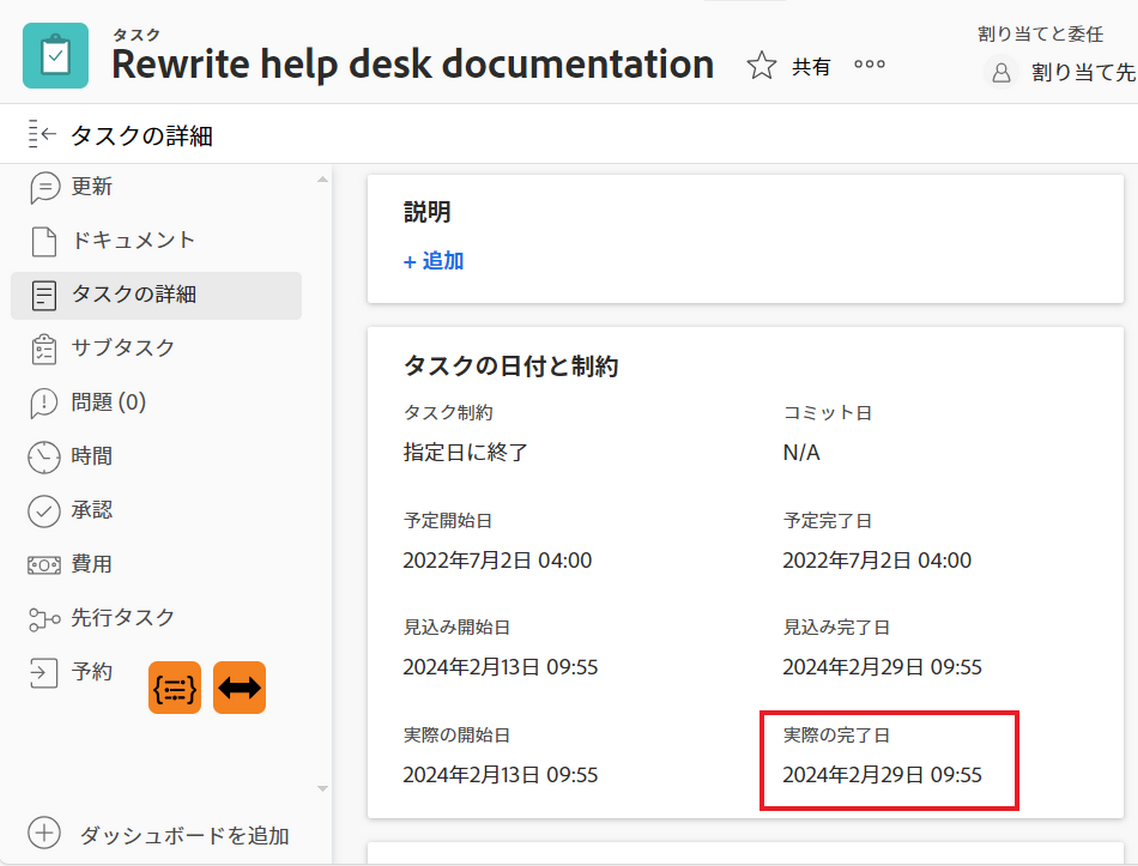 タスク
Rewrite help desk documentation
共有
割り当てと委任
割り当て先
タスクの詳細
更新
ドキュメント
タスクの詳細
サブタスク
問題 (0)
時間
承認
費用
先行タスク
予約
ダッシュボードを追加
説明
+ 追加
タスクの日付と制約
タスク制約
コミット日
指定日に終了
N/A
予定開始日
予定完了日
2022年7月2日 04:00
2022年7月2日 04:00
見込み開始日
見込み完了日
2024年2月13日 09:55
2024年2月29日 09:55
実際の開始日
実際の完了日
2024年2月13日 09:55
2024年2月29日 09:55